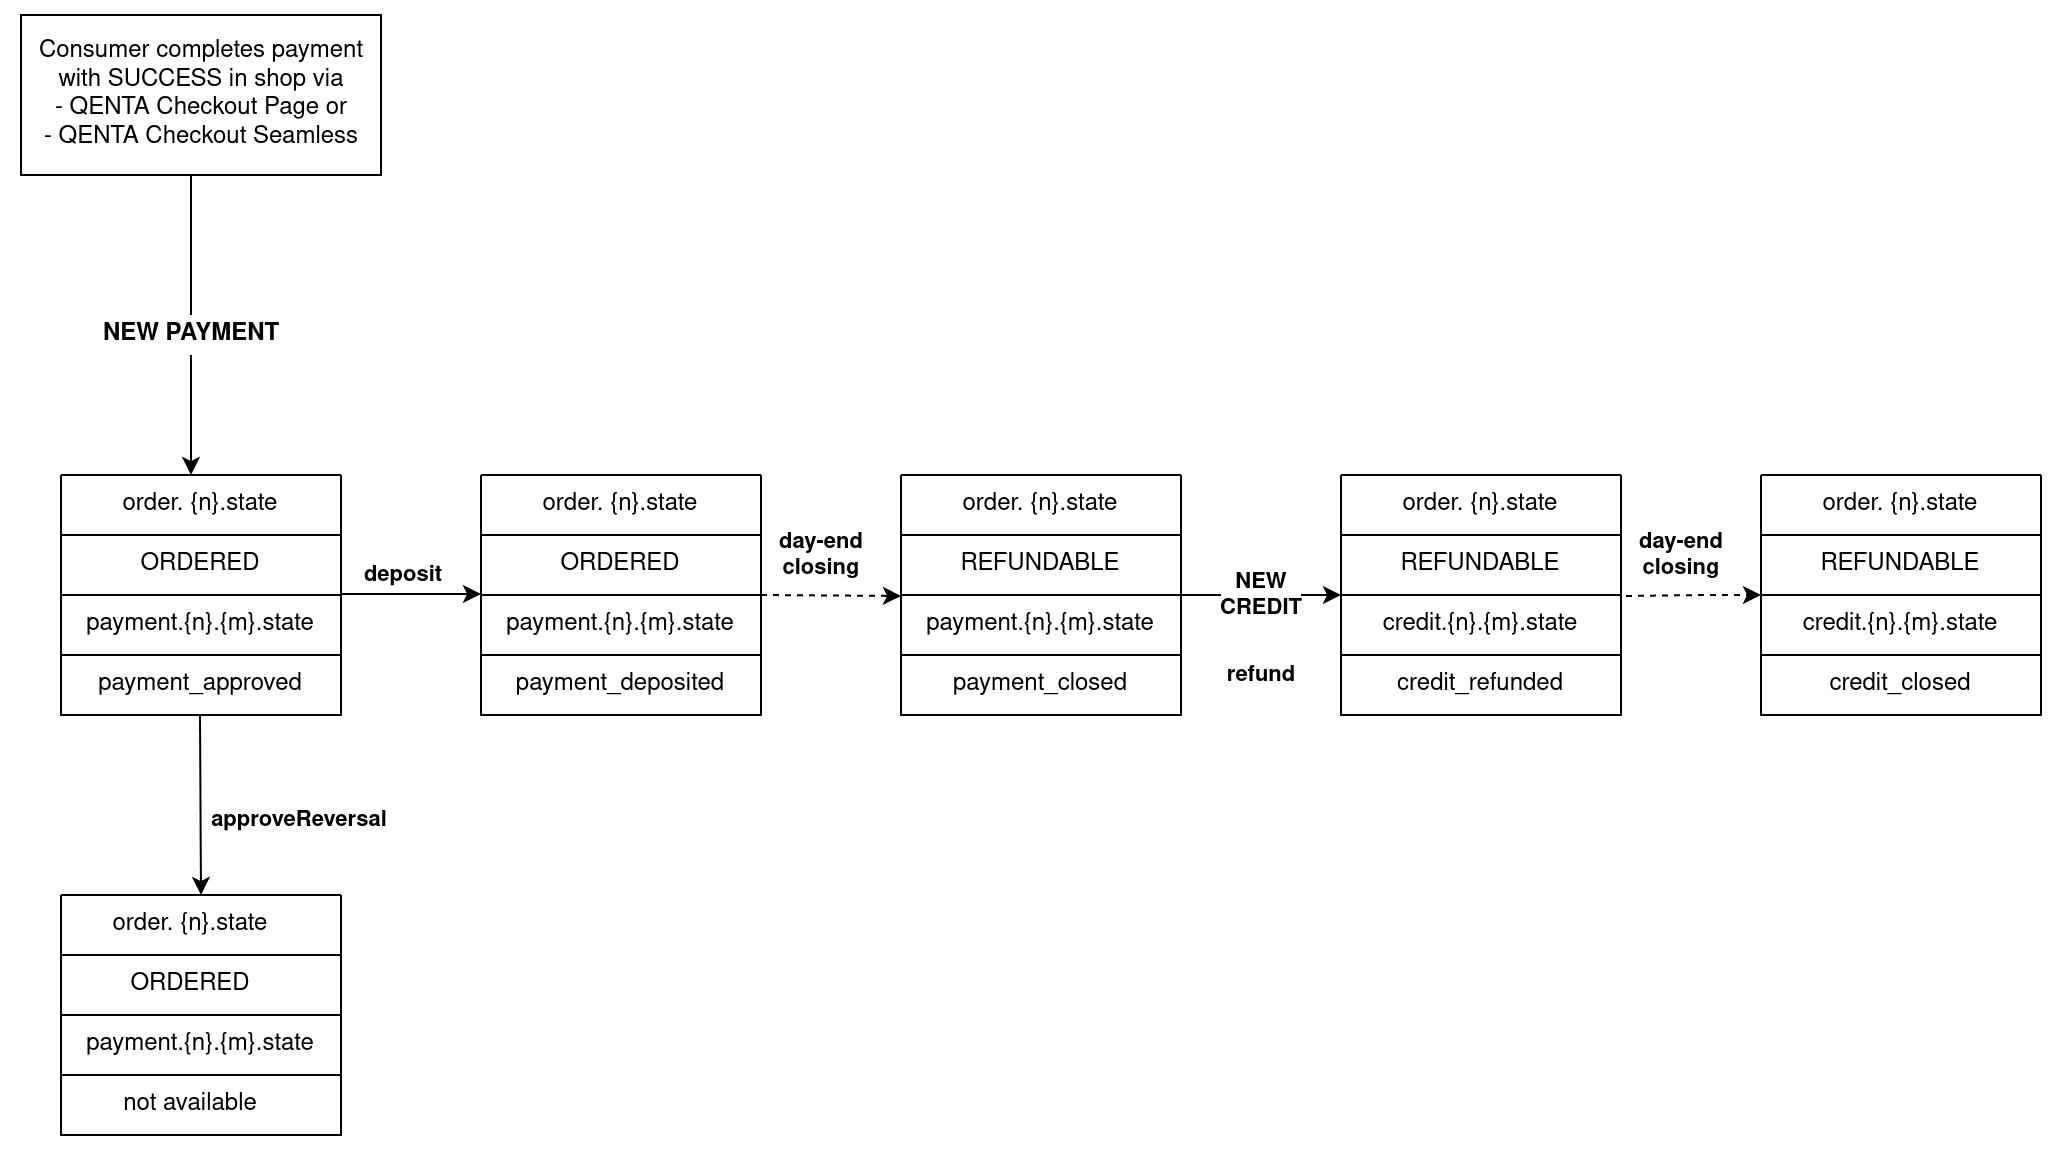 Consumer completes payment
with SUCCESS in shop via
- QENTA Checkout Page or
- QENTA Checkout Seamless
NEW PAYMENT
order. {n}.state
ORDERED
payment.{n}.{m}.state
payment_approved
deposit
order. {n}.state
ORDERED
payment.{n}.{m}.state
payment_deposited
day-end
closing
order. {n}.state
REFUNDABLE
payment.{n}.{m}.state
payment_closed
NEW
CREDIT
refund
order. {n}.state
REFUNDABLE
credit.{n}.{m}.state
credit_refunded
day-end
closing
order. {n}.state
REFUNDABLE
credit.{n}.{m}.state
credit_closed
approveReversal
order. {n}.state
ORDERED
payment.{n}.{m}.state
not available